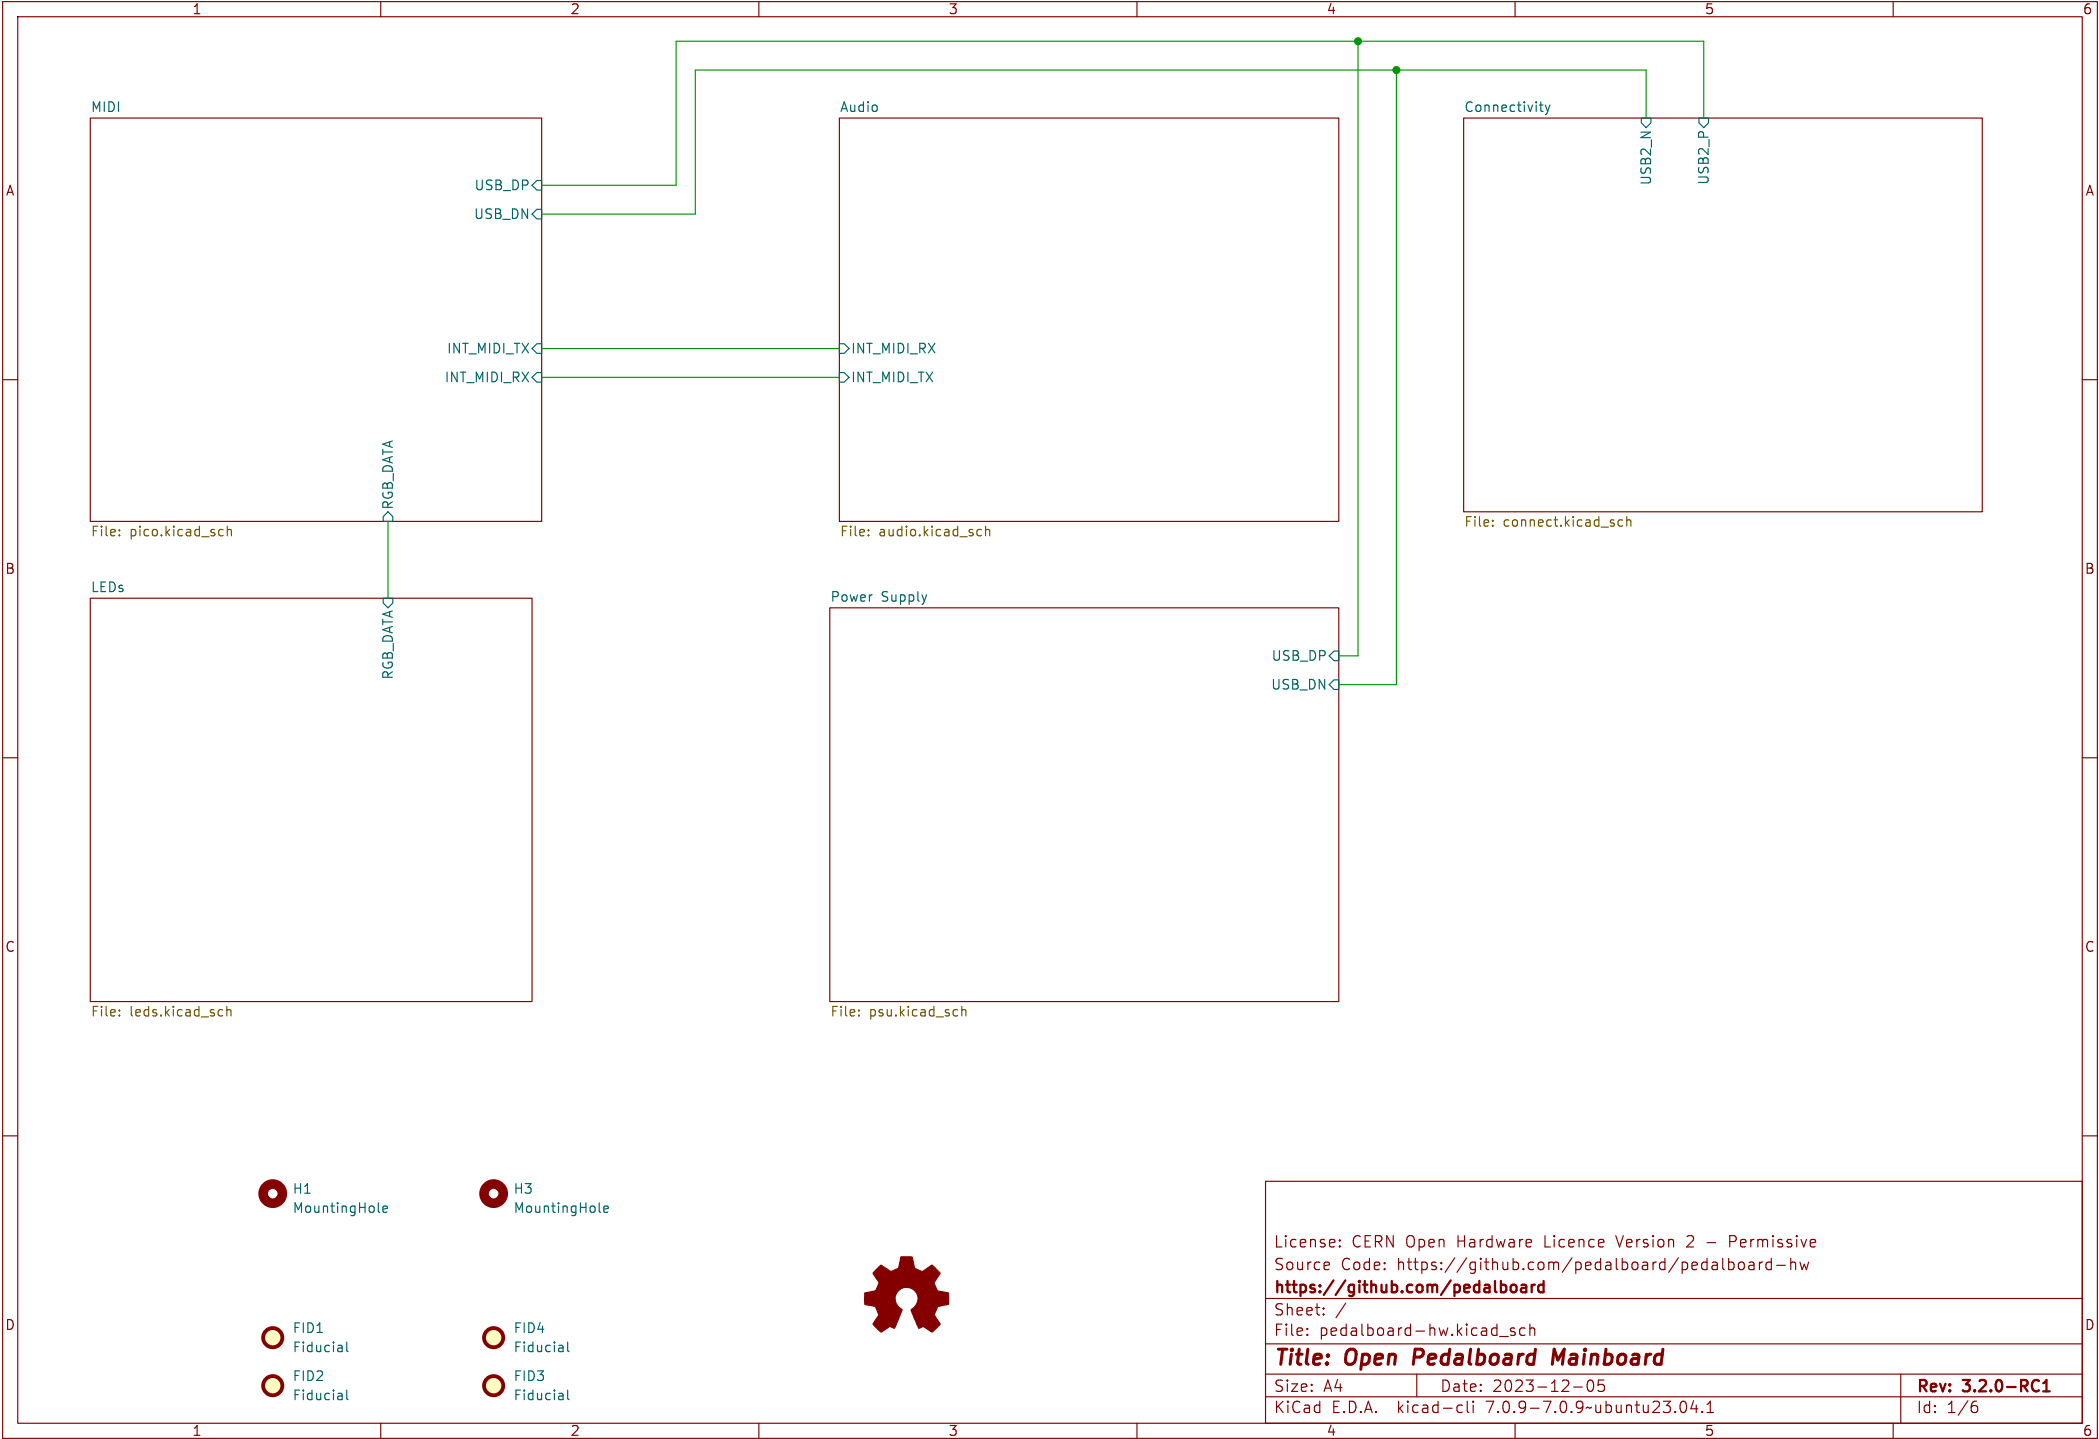 1 2 3 4 5 6
MIDI
USB_DP
USB_DN
INT_MIDI_TX
INT_MIDI_RX
RGB_DATA
File: pico.kicad_sch
Audio
INT_MIDI_RX
INT_MIDI_TX
File: audio.kicad_sch
Connectivity
USB2_N
USB2_P
File: connect.kicad_sch
A
A
B
B
LEDs
RGB_DATA
File: leds.kicad_sch
Power Supply
USB_DP
USB_DN
File: psu.kicad_sch
C
C
H1
MountingHole
H3
MountingHole
FID1
Fiducial
FID4
Fiducial
FID2
Fiducial
FID3
Fiducial
D
D
License: CERN Open Hardware Licence Version 2 - Permissive
Source Code: https://github.com/pedalboard/pedalboard-hw
https://github.com/pedalboard
Sheet: /
File: pedalboard-hw.kicad_sch
Title: Open Pedalboard Mainboard
Size: A4
Date: 2023-12-05
Rev: 3.2.0-RC1
KiCad E.D.A. kicad-cli 7.0.9-7.0.9~ubuntu23.04.1
Id: 1/6
1 2 3 4 5 6